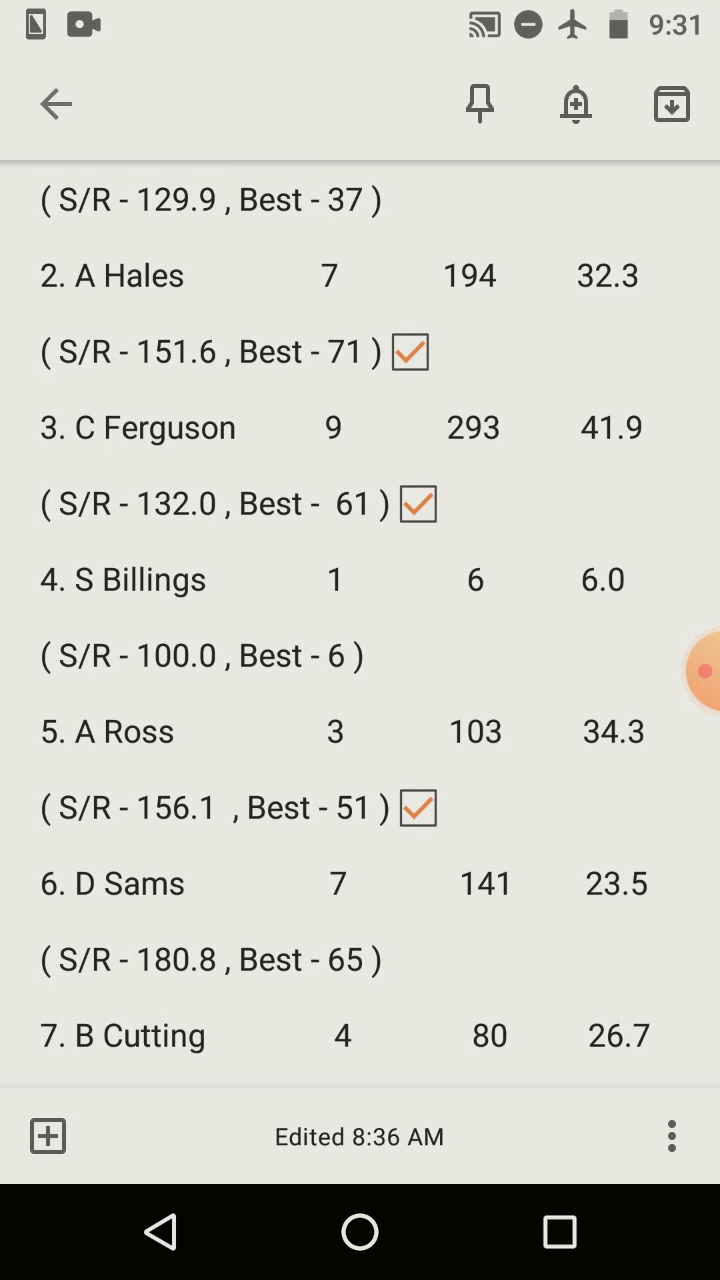 9:31
( S/R - 129.9 , Best - 37 )
2. A Hales 7 194 32.3
( S/R - 151.6 , Best - 71 ) ☑
3. C Ferguson 9 293 41.9
( S/R - 132.0 , Best - 61 ) ☑
4. S Billings 1 6 6.0
( S/R - 100.0 , Best - 6 )
5. A Ross 3 103 34.3
( S/R - 156.1 , Best - 51 ) ☑
6. D Sams 7 141 23.5
( S/R - 180.8 , Best - 65 )
7. B Cutting 4 80 26.7
Edited 8:36 AM